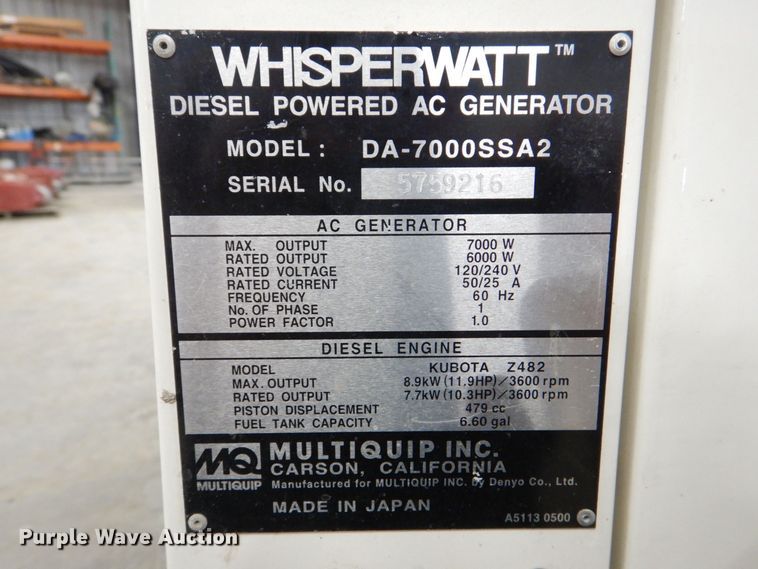 WHISPERWATT™
DIESEL POWERED AC GENERATOR
MODEL: DA-7000SSA2
SERIAL No. 5759216
AC GENERATOR
MAX. OUTPUT 7000 W
RATED OUTPUT 6000 W
RATED VOLTAGE 120/240 V
RATED CURRENT 50/25 A
FREQUENCY 60 Hz
No. OF PHASE 1
POWER FACTOR 1.0
DIESEL ENGINE
MODEL KUBOTA Z482
MAX. OUTPUT 8.9kW (11.9HP)/3600 rpm
RATED OUTPUT 7.7kW (10.3HP)/3600 rpm
PISTON DISPLACEMENT 479 cc
FUEL TANK CAPACITY 6.60 gal
MQ MULTIQUIP INC.
CARSON, CALIFORNIA
MULTIQUIP Manufactured for MULTIQUIP INC. by Denyo Co., Ltd.
MADE IN JAPAN A5113 0500
Purple Wave Auction